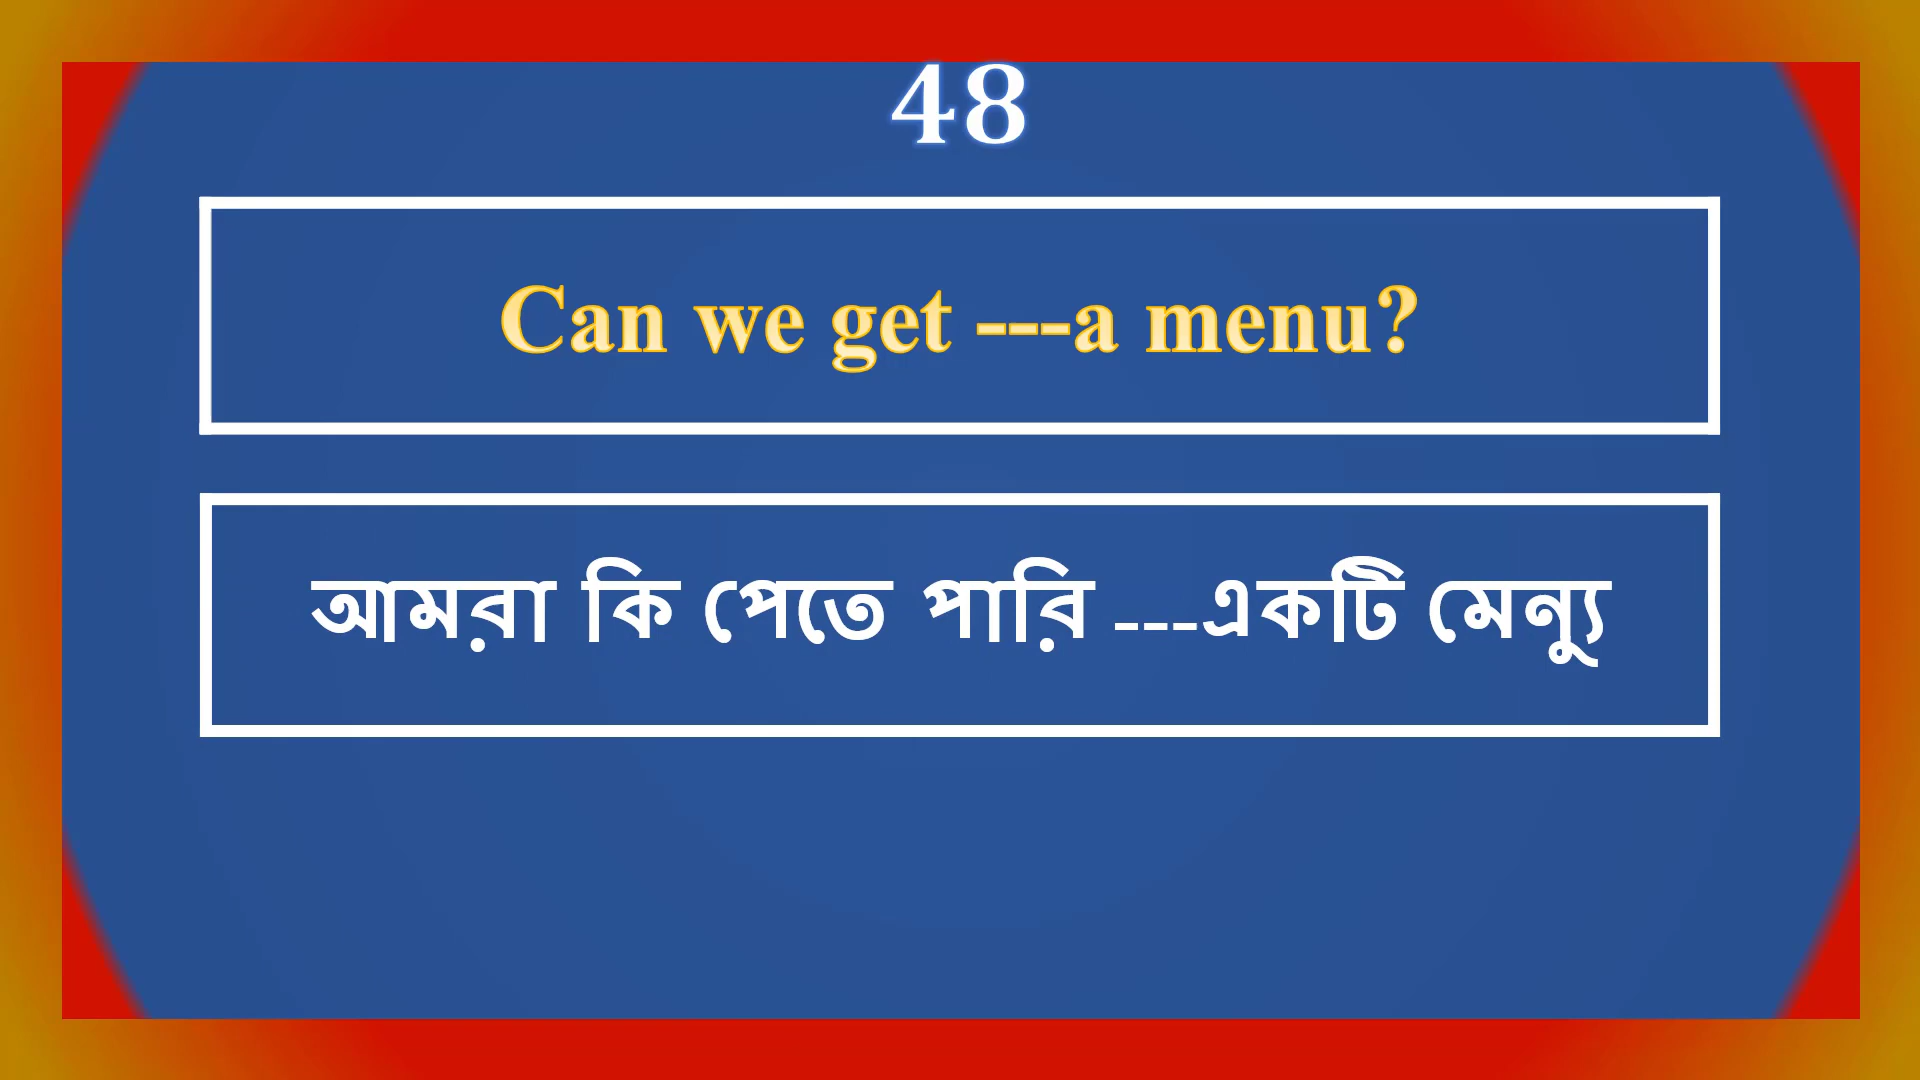 48
Can we get ---a menu?
আমরা কি পেতে পারি ---একটি মেন্যু